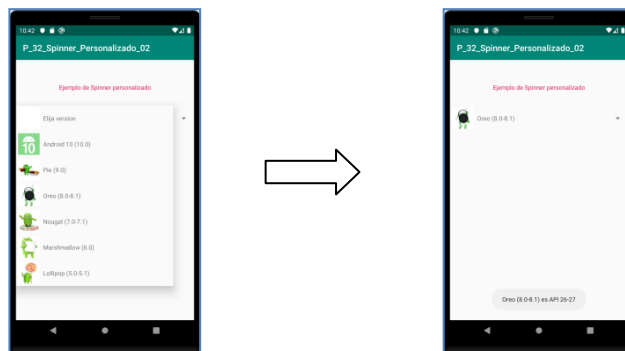 10:42
P_32_Spinner_Personalizado_02
Ejemplo de Spinner personalizado
Elija version
10
Android 10 (10.0)
Pie (9.0)
Oreo (8.0-8.1)
Nougat (7.0-7.1)
Marshmallow (6.0)
Lollipop (5.0-5.1)
10:42
P_32_Spinner_Personalizado_02
Ejemplo de Spinner personalizado
Oreo (8.0-8.1)
Oreo (8.0-8.1) es API 26-27